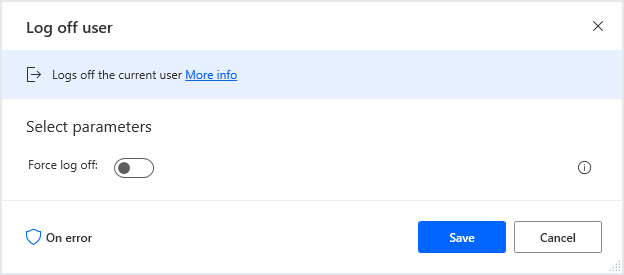 Log off user
Logs off the current user More info
Select parameters
Force log off:
On error
Save
Cancel